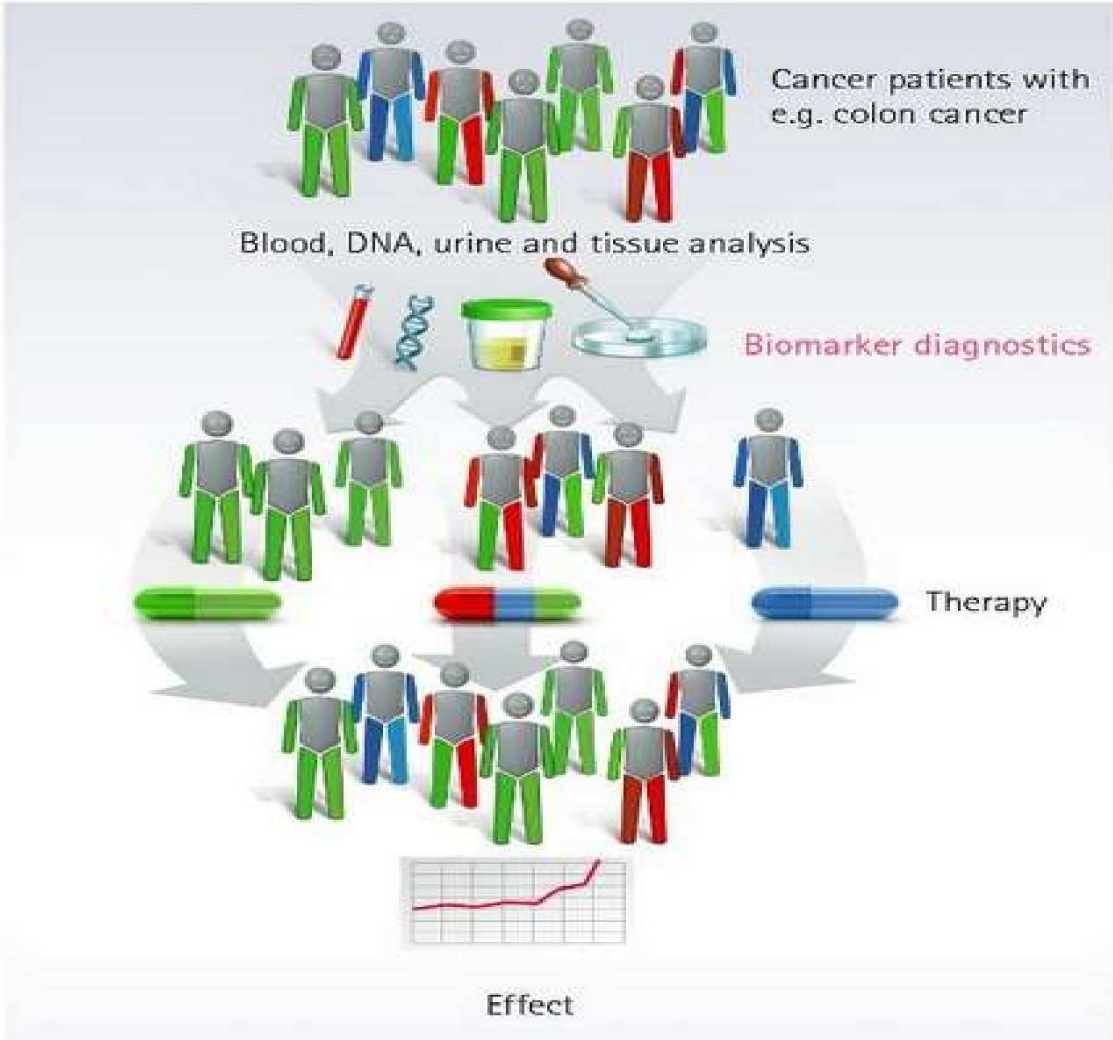 Cancer patients with
e.g. colon cancer
Blood, DNA, urine and tissue analysis
Biomarker diagnostics
Therapy
Effect